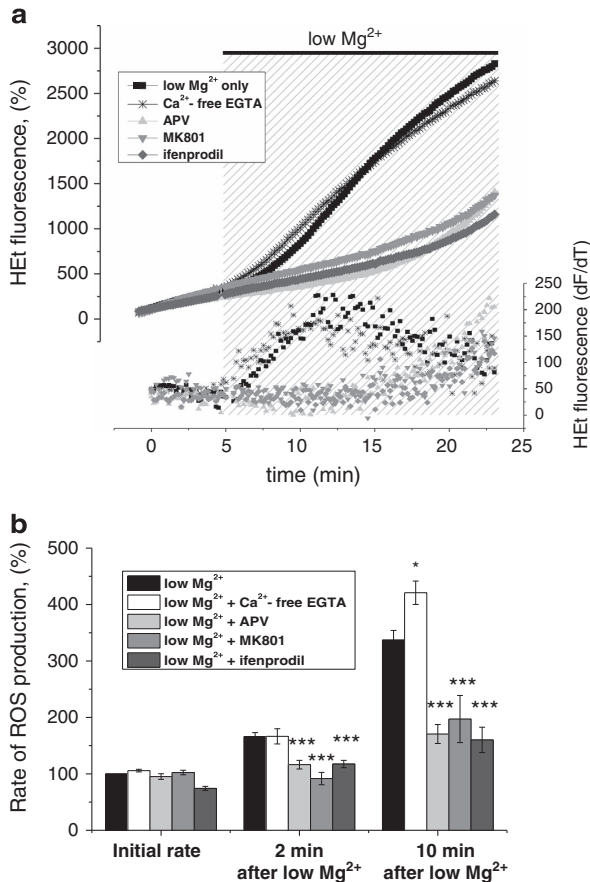 a
low Mg²⁺
3000
2500
2000
1500
1000
500
0
HEt fluorescence, (%)
low Mg²⁺ only
Ca²⁺- free EGTA
APV
MK801
ifenprodil
250
200
150
100
50
0
HEt fluorescence (dF/dT)
0
5
10
15
20
25
time (min)
b
500
400
300
200
100
0
Rate of ROS production, (%)
low Mg²⁺
low Mg²⁺ + Ca²⁺- free EGTA
low Mg²⁺ + APV
low Mg²⁺ + MK801
low Mg²⁺ + ifenprodil
*
***
***
***
***
***
***
Initial rate
2 min
after low Mg²⁺
10 min
after low Mg²⁺